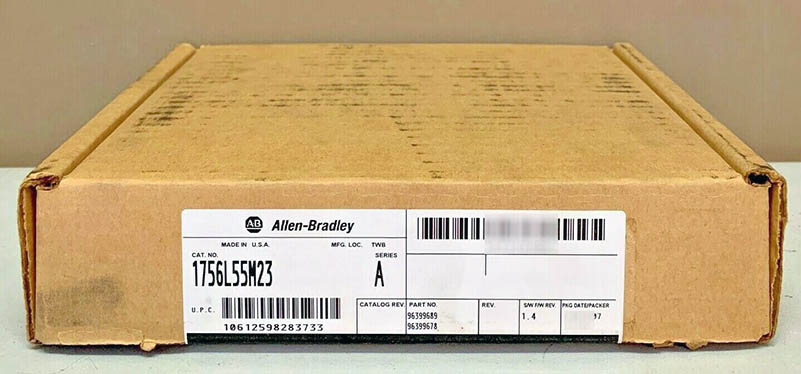 AB Allen-Bradley
MADE IN U.S.A. MFG. LOC. TWB
CAT. NO. SERIES
1756L55M23 A
U.P.C.
10612598283733
CATALOG REV. PART NO. REV. S/W F/W REV. PKG DATE/PACKER
96399689 1.4 97
96399678